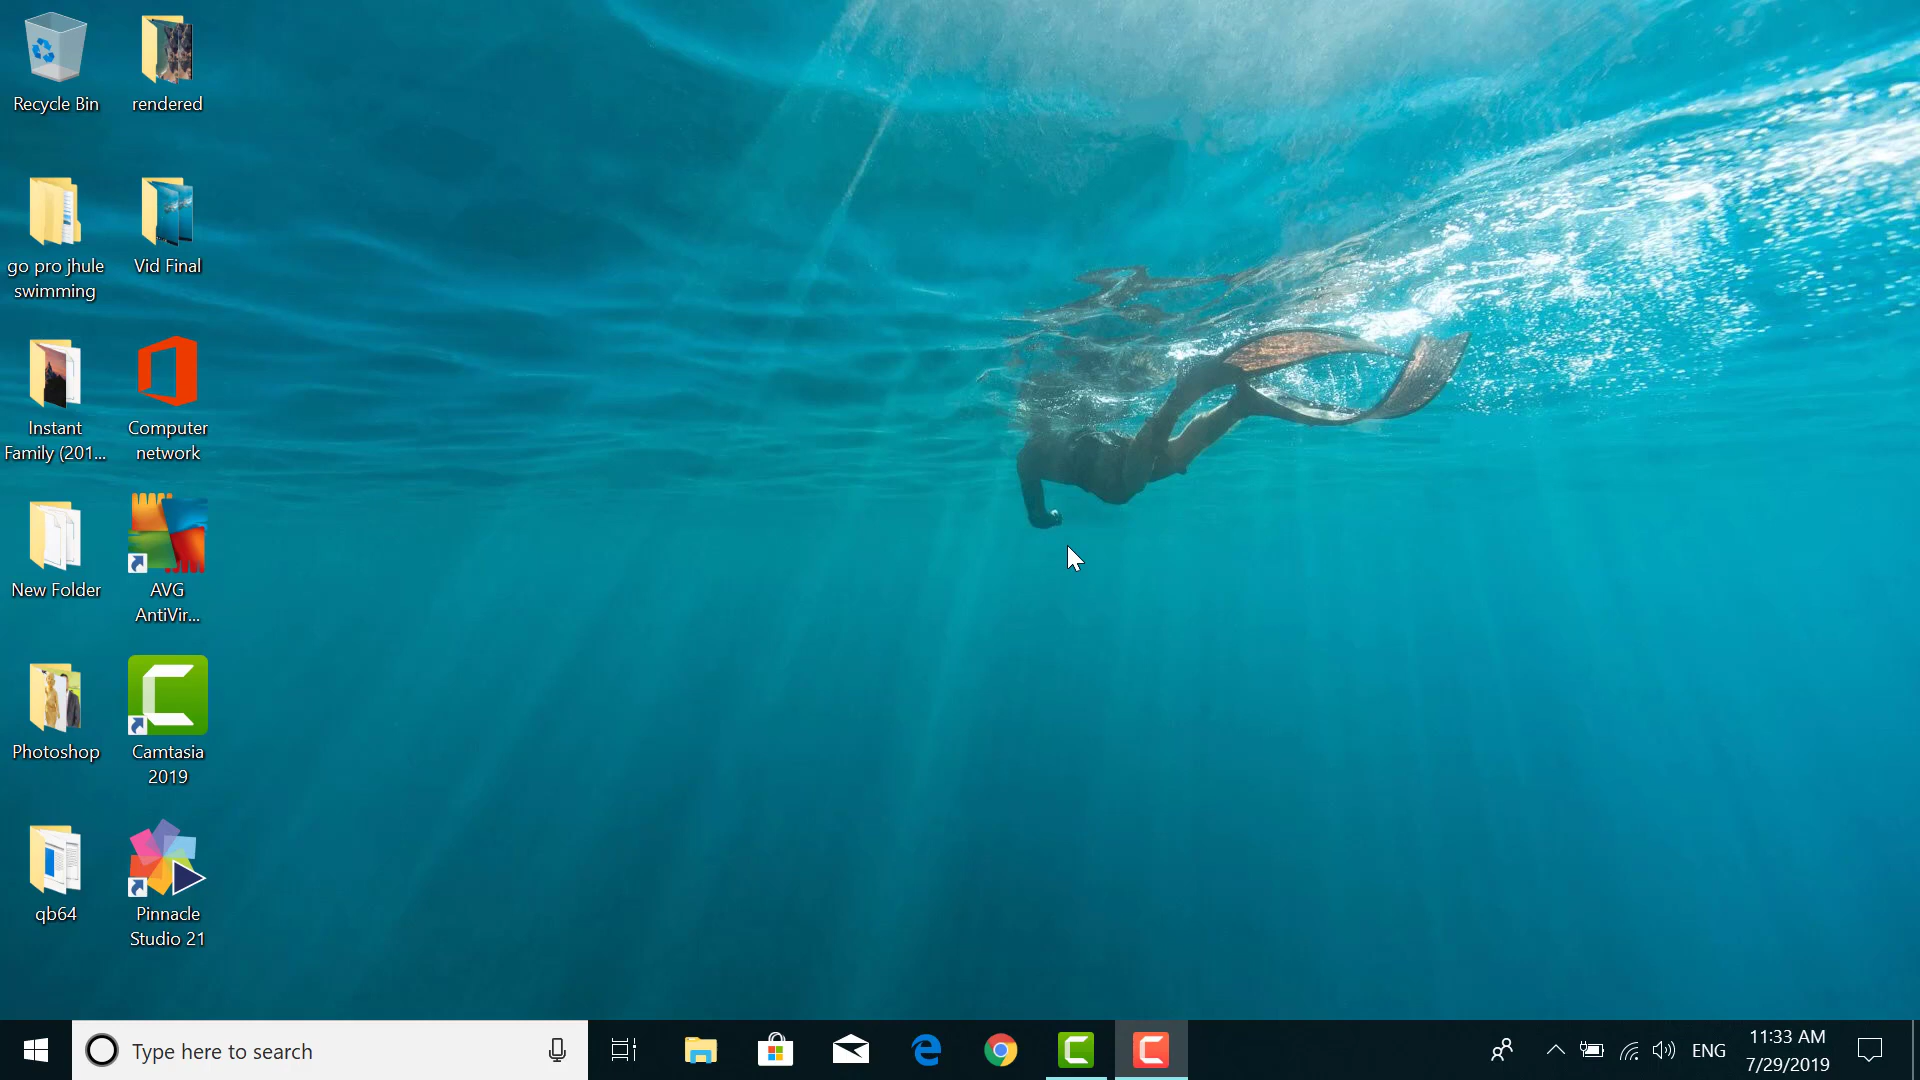 Recycle Bin
rendered
go pro jhule
swimming
Vid Final
Instant
Family (201...
Computer
network
New Folder
AVG
AntiVir...
Photoshop
Camtasia
2019
qb64
Pinnacle
Studio 21
Type here to search
ENG
11:33 AM
7/29/2019